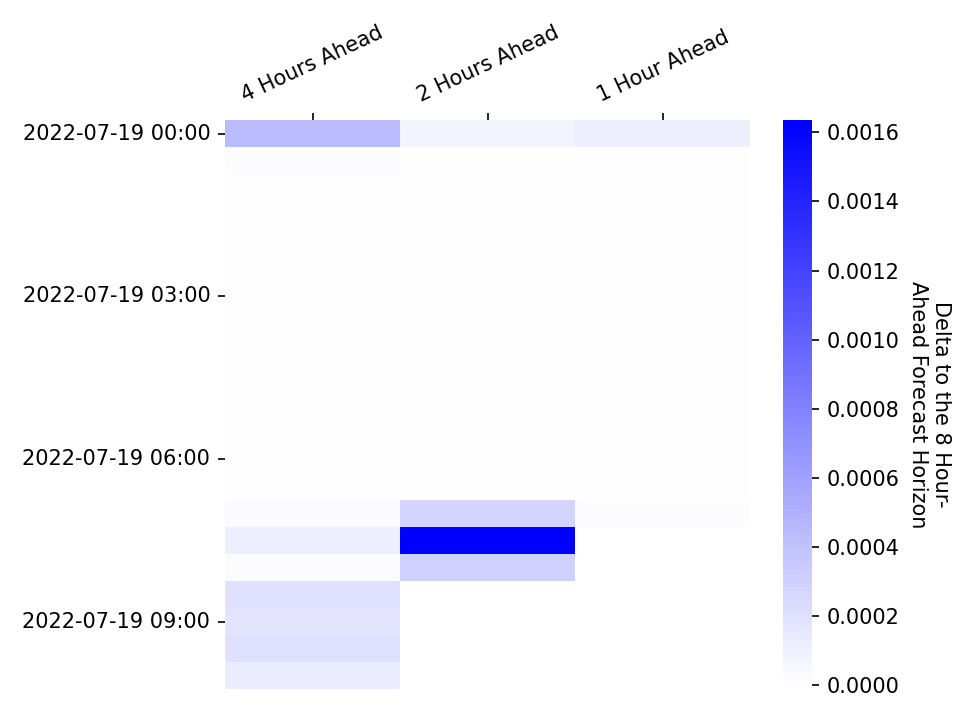 4 Hours Ahead
2 Hours Ahead
1 Hour Ahead
2022-07-19 00:00
2022-07-19 03:00
2022-07-19 06:00
2022-07-19 09:00
0.0016
0.0014
0.0012
0.0010
0.0008
0.0006
0.0004
0.0002
0.0000
Delta to the 8 Hour-
Ahead Forecast Horizon